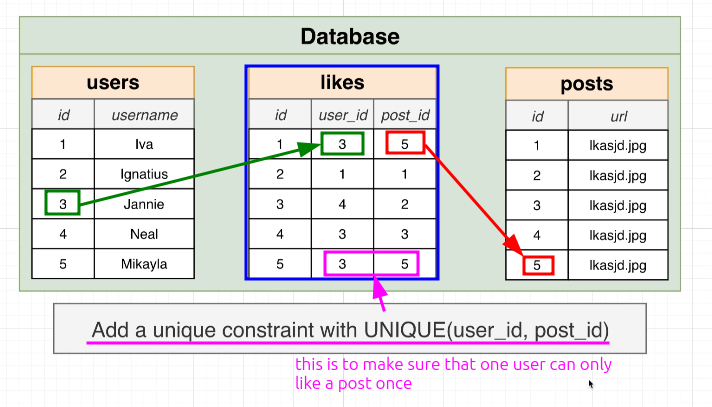 Database
users likes posts
id username id user_id post_id id url
1 Iva 1 3 5 1 lkasjd.jpg
2 Ignatius 2 1 1 2 lkasjd.jpg
3 Jannie 3 4 2 3 lkasjd.jpg
4 Neal 4 3 3 4 lkasjd.jpg
5 Mikayla 5 3 5 5 lkasjd.jpg
Add a unique constraint with UNIQUE(user_id, post_id)
this is to make sure that one user can only
like a post once